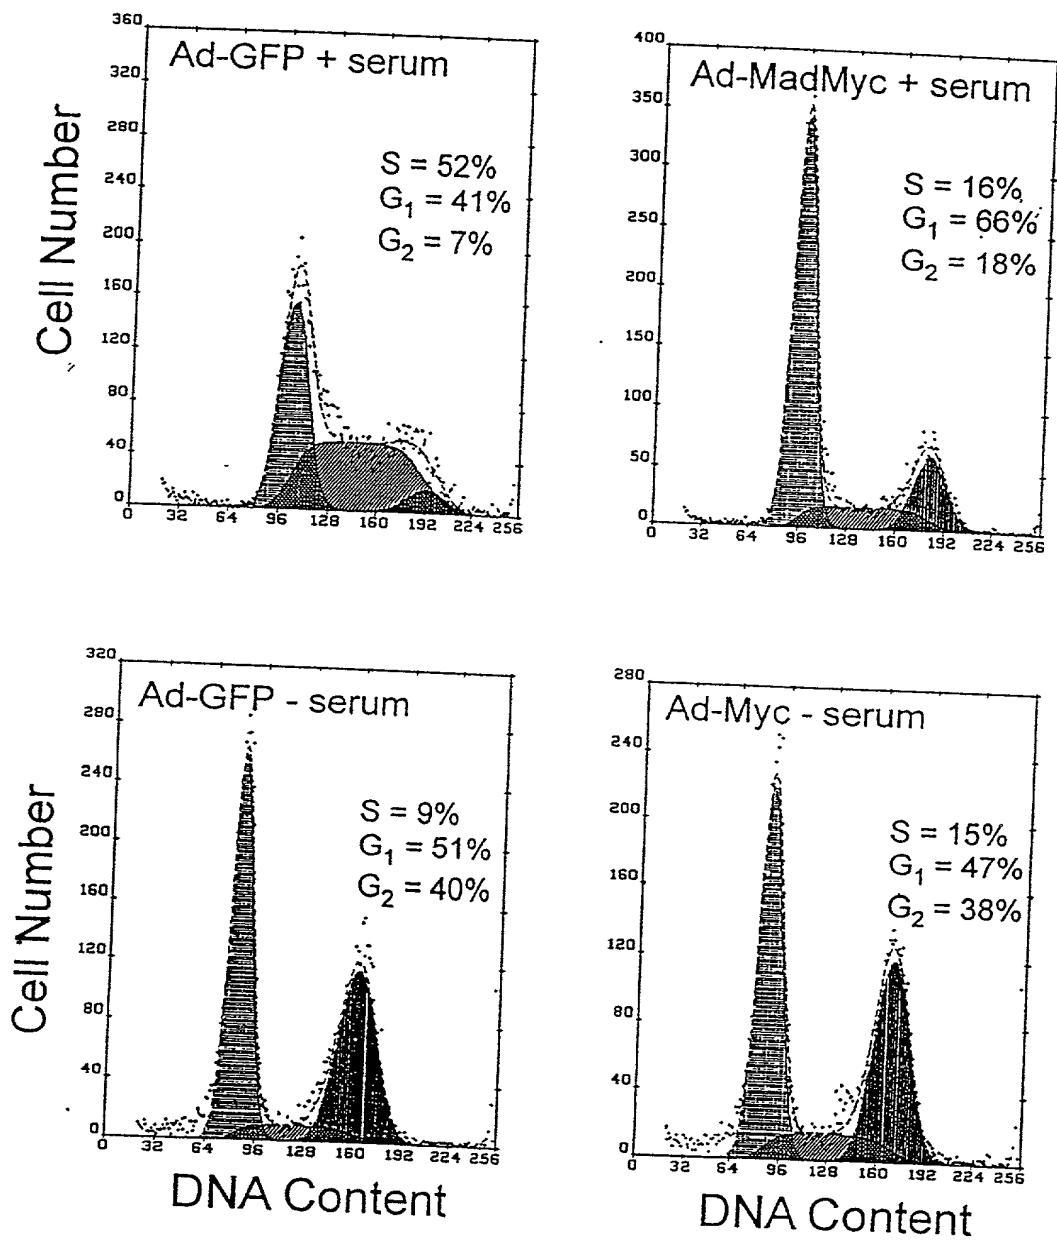 360
320
280
240
200
160
120
80
40
0
Cell Number
Ad-GFP + serum
S = 52%
G1 = 41%
G2 = 7%
0 32 64 96 128 160 192 224 256
400
350
300
250
200
150
100
50
0
Ad-MadMyc + serum
S = 16%
G1 = 66%
G2 = 18%
0 32 64 96 128 160 192 224 256
320
280
240
200
160
120
80
40
0
Cell Number
Ad-GFP - serum
S = 9%
G1 = 51%
G2 = 40%
0 32 64 96 128 160 192 224 256
DNA Content
280
240
200
160
120
80
40
0
Ad-Myc - serum
S = 15%
G1 = 47%
G2 = 38%
0 32 64 96 128 160 192 224 256
DNA Content